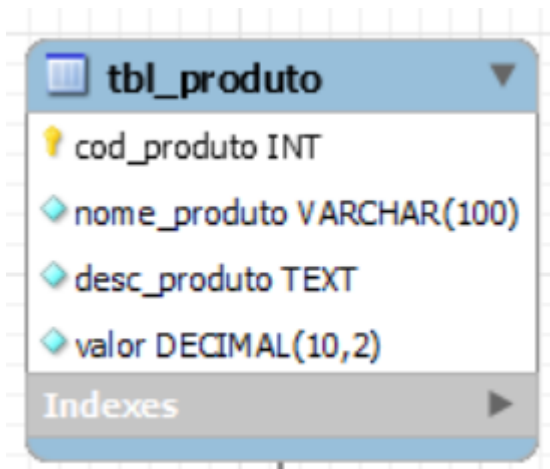 tbl_produto
cod_produto INT
nome_produto VARCHAR(100)
desc_produto TEXT
valor DECIMAL(10,2)
Indexes